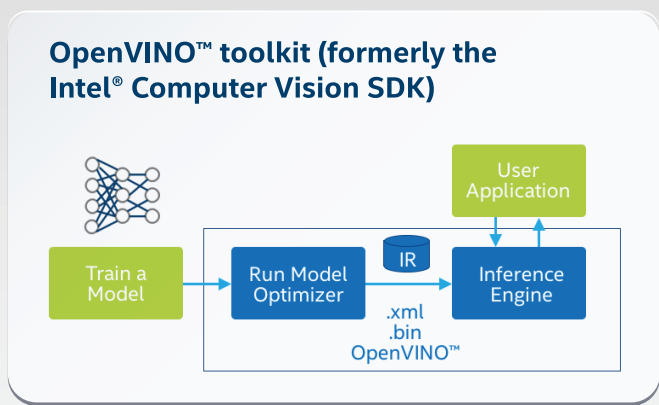 OpenVINO™ toolkit (formerly the
Intel® Computer Vision SDK)
User
Application
Train a
Model
Run Model
Optimizer
IR
Inference
Engine
.xml
.bin
OpenVINO™